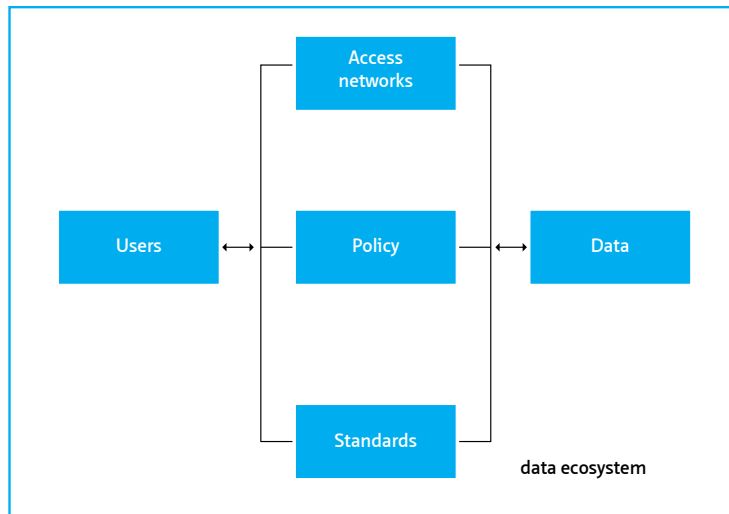 Access
networks
Users
Policy
Data
Standards
data ecosystem